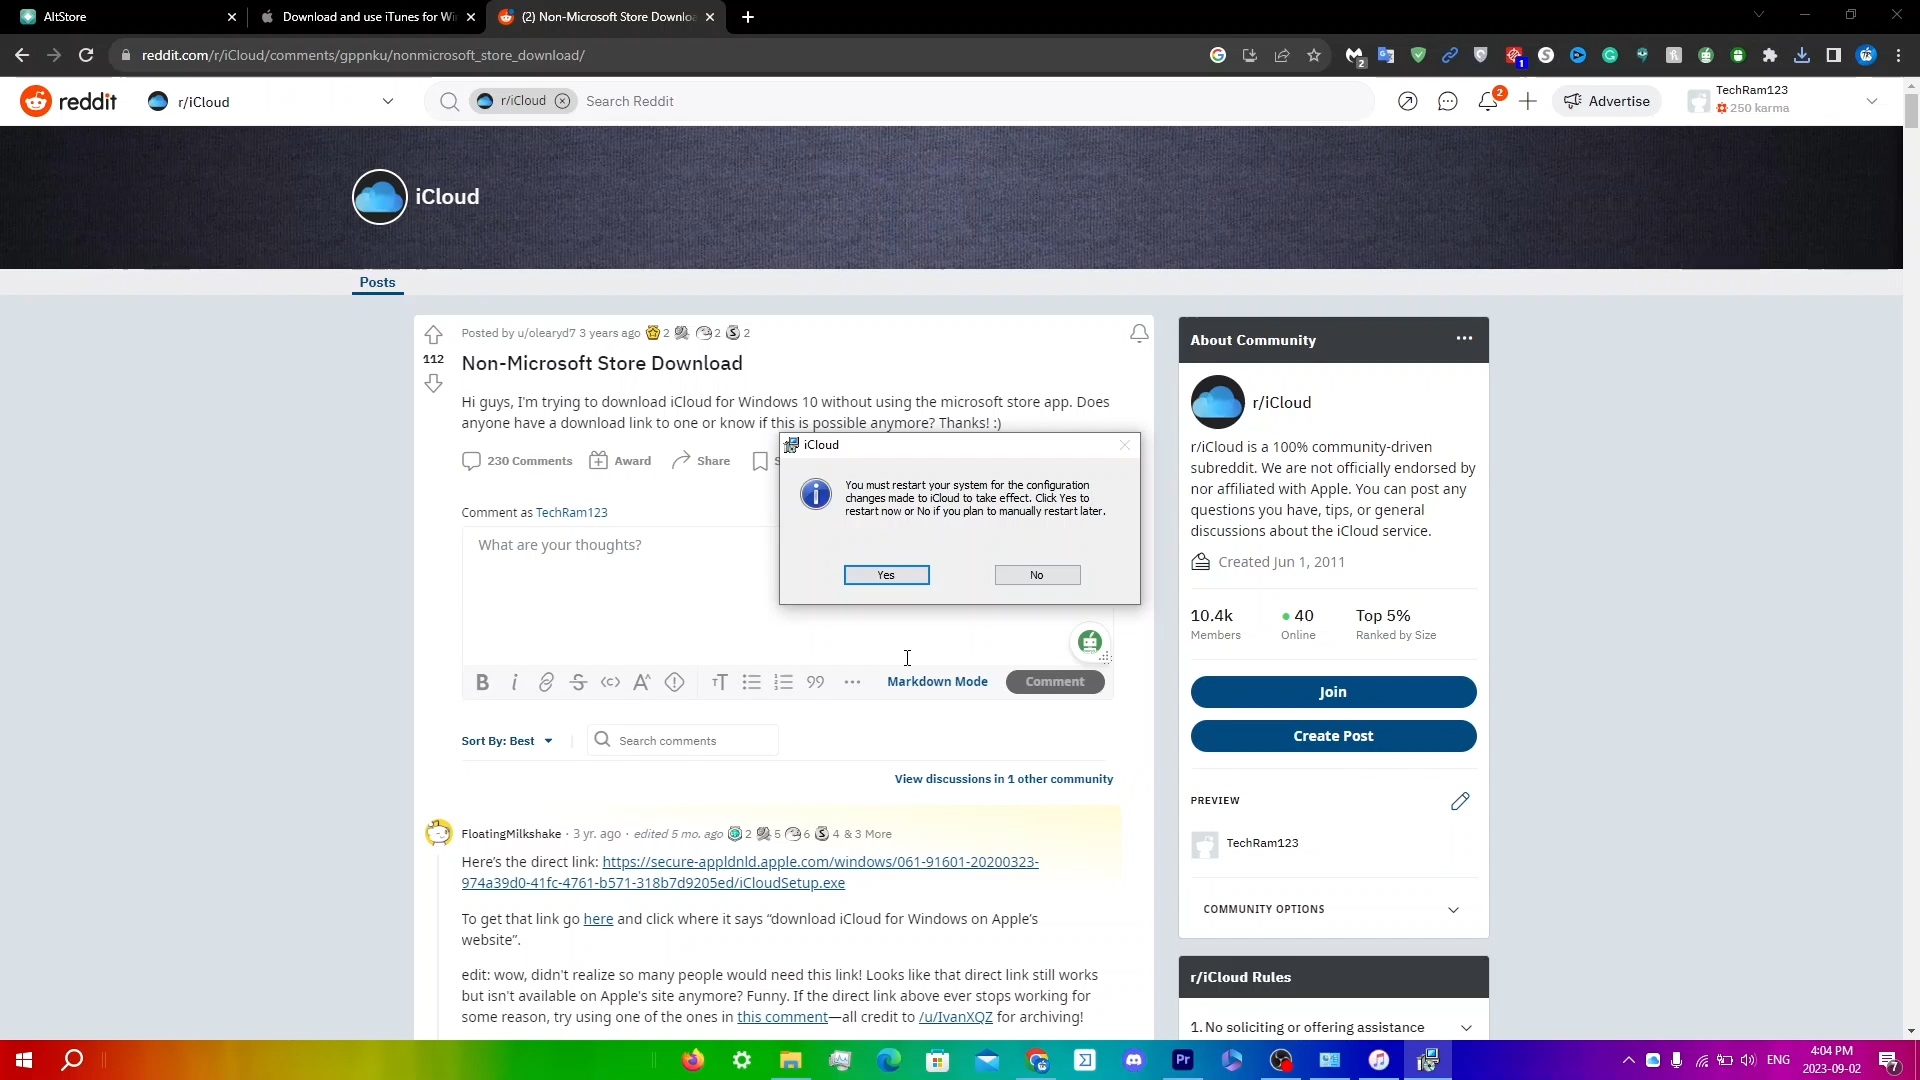 AltStore
Download and use iTunes for Wi
(2) Non-Microsoft Store Downlo
reddit.com/r/iCloud/comments/gppnku/nonmicrosoft_store_download/
2
1
reddit
r/iCloud
r/iCloud
Search Reddit
2
Advertise
TechRam123
250 karma
iCloud
Posts
Posted by u/olearyd7 3 years ago 2 2 2
112
Non-Microsoft Store Download
Hi guys, I'm trying to download iCloud for Windows 10 without using the microsoft store app. Does
anyone have a download link to one or know if this is possible anymore? Thanks! :)
230 Comments
Award
Share
S
Comment as TechRam123
What are your thoughts?
Markdown Mode
Comment
iCloud
You must restart your system for the configuration
changes made to iCloud to take effect. Click Yes to
restart now or No if you plan to manually restart later.
Yes
No
Sort By: Best
Search comments
View discussions in 1 other community
FloatingMilkshake · 3 yr. ago · edited 5 mo. ago 2 5 6 4 & 3 More
Here's the direct link: https://secure-appldnld.apple.com/windows/061-91601-20200323-
974a39d0-41fc-4761-b571-318b7d9205ed/iCloudSetup.exe
To get that link go here and click where it says “download iCloud for Windows on Apple’s
website”.
edit: wow, didn't realize so many people would need this link! Looks like that direct link still works
but isn't available on Apple's site anymore? Funny. If the direct link above ever stops working for
some reason, try using one of the ones in this comment—all credit to /u/IvanXQZ for archiving!
About Community
r/iCloud
r/iCloud is a 100% community-driven
subreddit. We are not officially endorsed by
nor affiliated with Apple. You can post any
questions you have, tips, or general
discussions about the iCloud service.
Created Jun 1, 2011
10.4k
40
Top 5%
Members
Online
Ranked by Size
Join
Create Post
PREVIEW
TechRam123
COMMUNITY OPTIONS
r/iCloud Rules
1. No soliciting or offering assistance
ENG
4:04 PM
2023-09-02
7